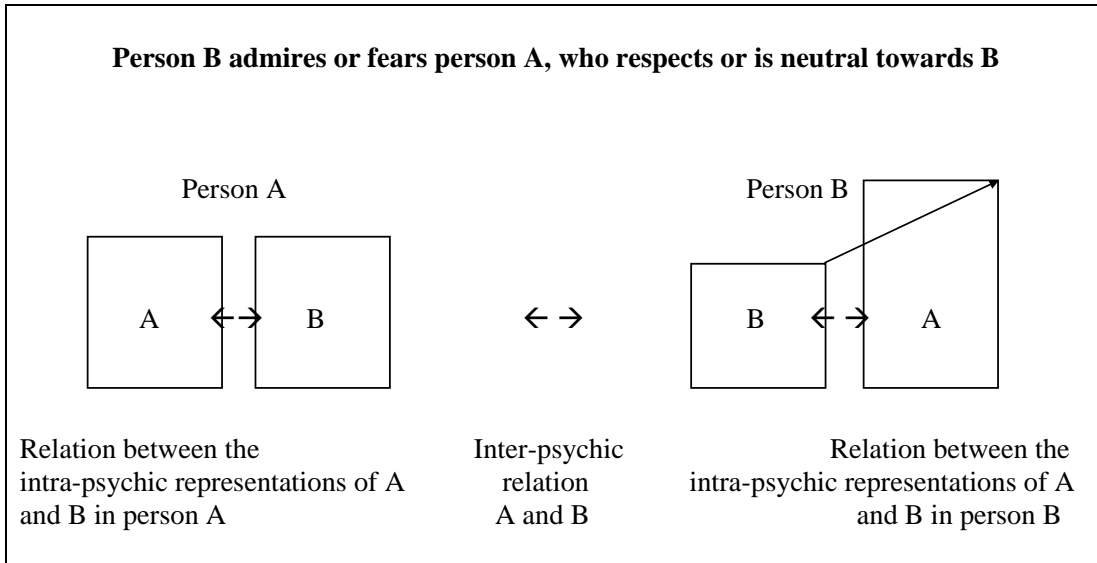 Person B admires or fears person A, who respects or is neutral towards B
Person A
Person B
A ← → B
← →
B ← → A
Relation between the
intra-psychic representations of A
and B in person A
Inter-psychic
relation
A and B
Relation between the
intra-psychic representations of A
and B in person B